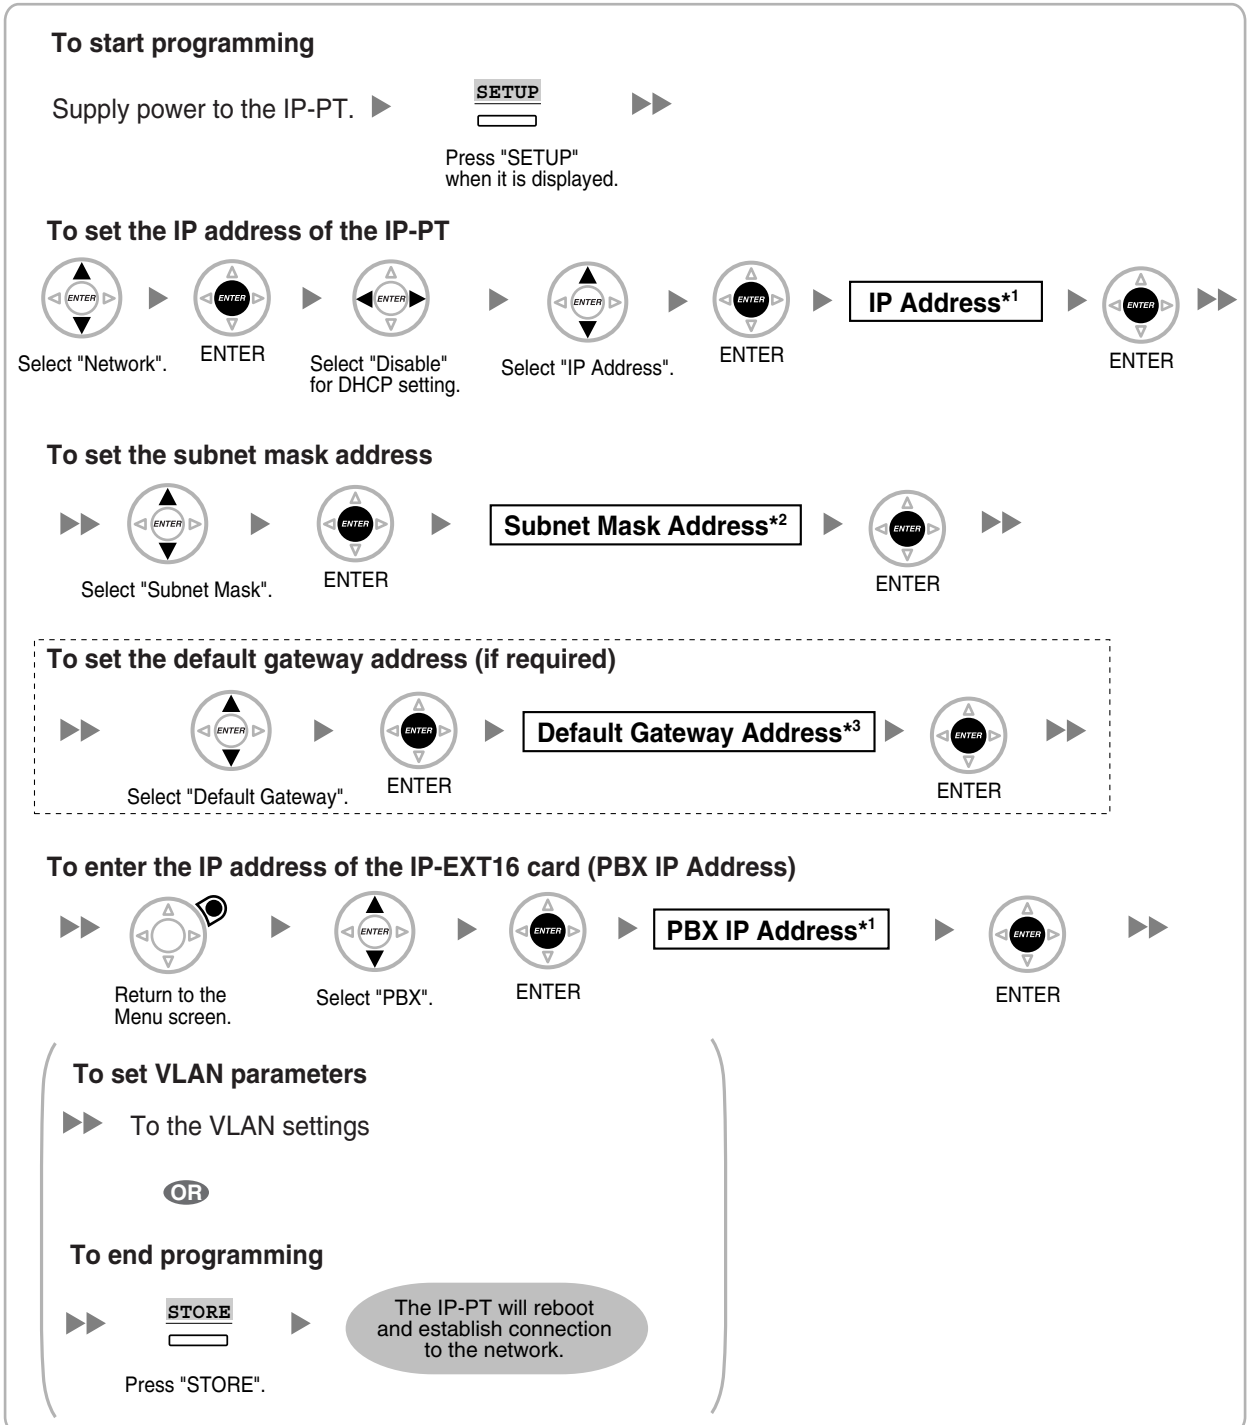 To start programming
Supply power to the IP-PT.
SETUP
Press "SETUP"
when it is displayed.
To set the IP address of the IP-PT
ENTER ENTER ENTER ENTER ENTER IP Address*1 ENTER
Select "Network". ENTER Select "Disable" Select "IP Address". ENTER ENTER
for DHCP setting.
To set the subnet mask address
ENTER ENTER Subnet Mask Address*2 ENTER
Select "Subnet Mask". ENTER ENTER
To set the default gateway address (if required)
ENTER ENTER Default Gateway Address*3 ENTER
Select "Default Gateway". ENTER ENTER
To enter the IP address of the IP-EXT16 card (PBX IP Address)
ENTER ENTER PBX IP Address*1 ENTER
Return to the
Menu screen.
Select "PBX". ENTER ENTER
To set VLAN parameters
To the VLAN settings
OR
To end programming
STORE
Press "STORE".
The IP-PT will reboot
and establish connection
to the network.